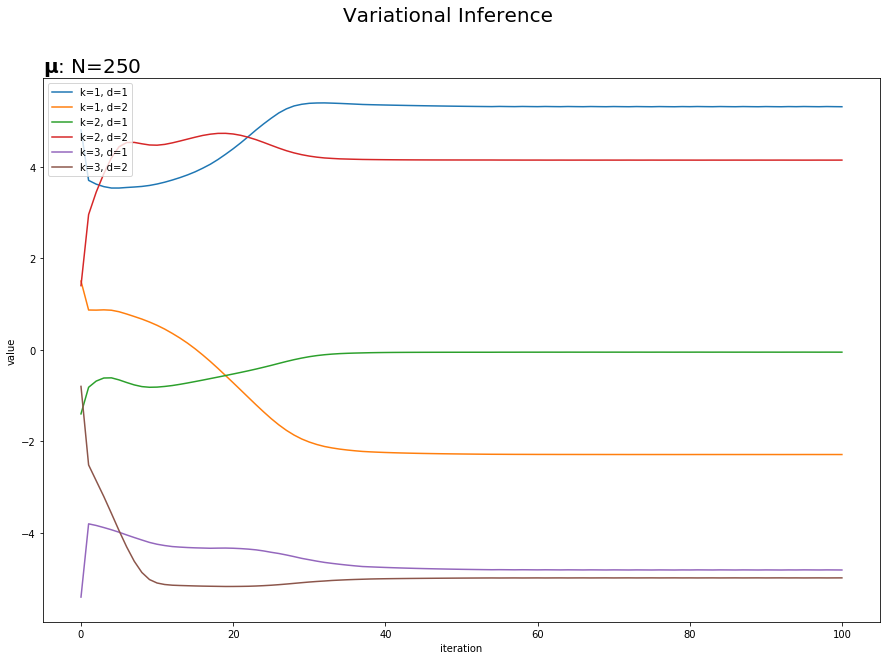 Variational Inference
μ: N=250
k=1, d=1
k=1, d=2
k=2, d=1
k=2, d=2
k=3, d=1
k=3, d=2
4
2
0
−2
−4
value
0 20 40 60 80 100
iteration